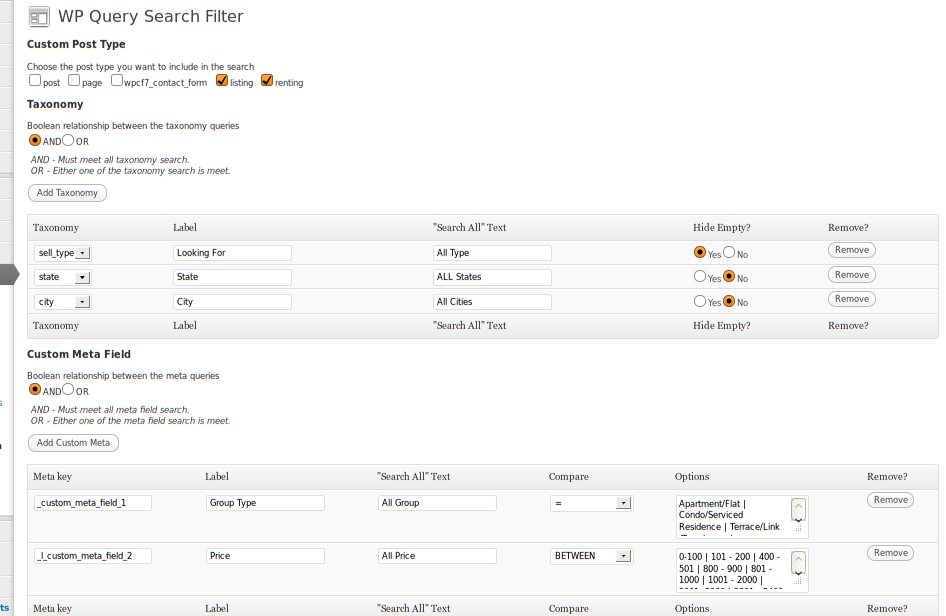 WP Query Search Filter
Custom Post Type
Choose the post type you want to include in the search
post page wpcf7_contact_form listing renting
Taxonomy
Boolean relationship between the taxonomy queries
AND OR
AND - Must meet all taxonomy search.
OR - Either one of the taxonomy search is meet.
Add Taxonomy
Taxonomy Label "Search All" Text Hide Empty? Remove?
sell_type Looking For All Type Yes No Remove
state State ALL States Yes No Remove
city City All Cities Yes No Remove
Taxonomy Label "Search All" Text Hide Empty? Remove?
Custom Meta Field
Boolean relationship between the meta queries
AND OR
AND - Must meet all meta field search.
OR - Either one of the meta field search is meet.
Add Custom Meta
Meta key Label "Search All" Text Compare Options Remove?
_custom_meta_field_1 Group Type All Group = Apartment/Flat | Remove
Condo/Serviced
Residence | Terrace/Link
_l_custom_meta_field_2 Price All Price BETWEEN 0-100 | 101 - 200 | 400 - Remove
501 | 800 - 900 | 801 -
1000 | 1001 - 2000 |
Meta key Label "Search All" Text Compare Options Remove?
ts